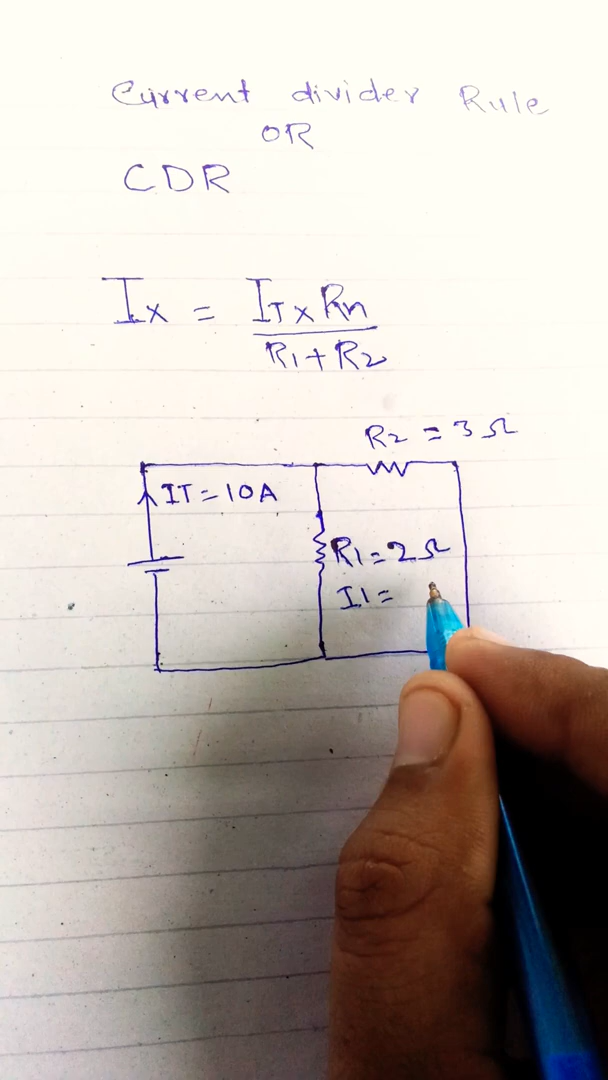 Current divider Rule
OR
CDR
Ix = IT x Rn
R1 + R2
R2 = 3 Ω
IT = 10A
R1 = 2 Ω
I1 =